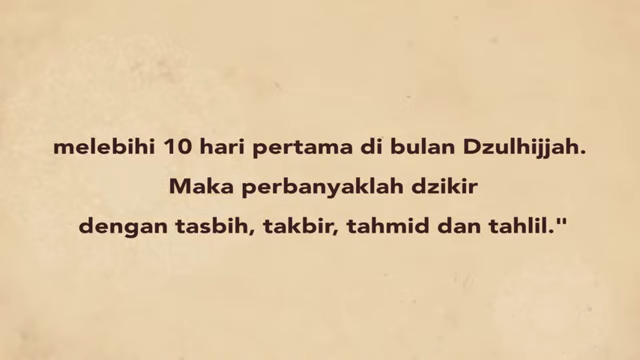 melebihi 10 hari pertama di bulan Dzulhijjah.
Maka perbanyaklah dzikir
dengan tasbih, takbir, tahmid dan tahlil."